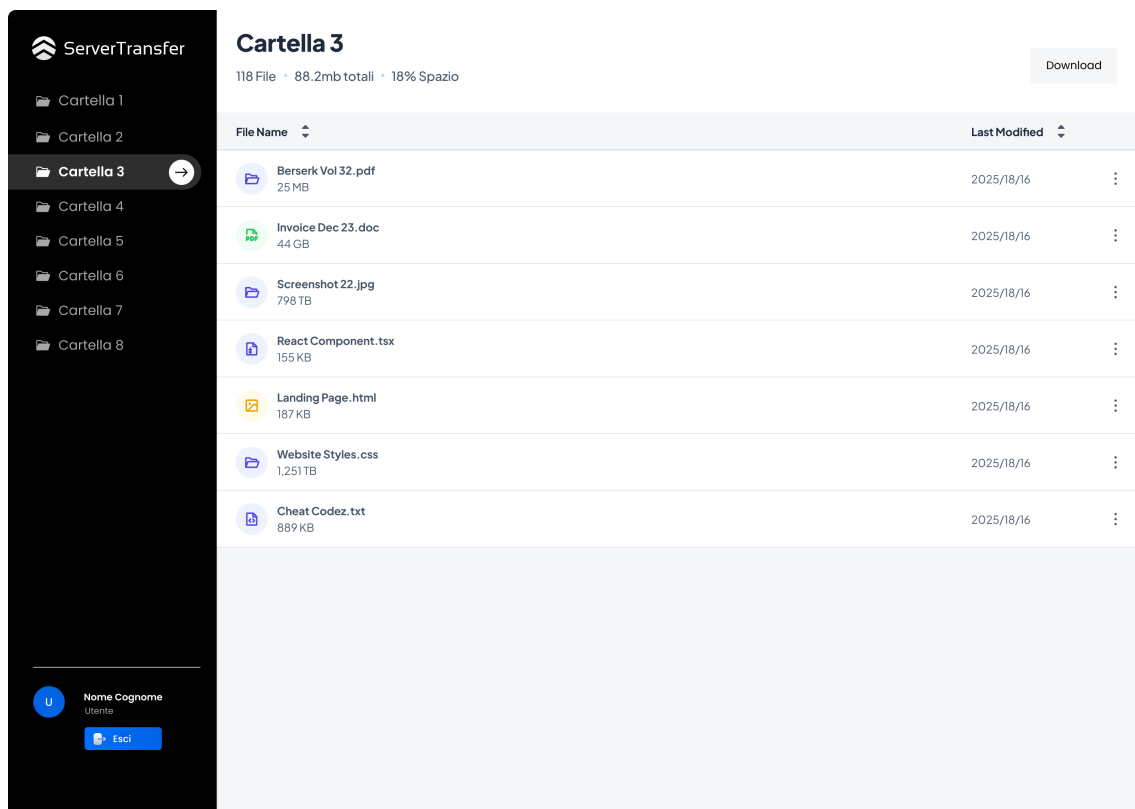 ServerTransfer
Cartella 1
Cartella 2
Cartella 3
Cartella 4
Cartella 5
Cartella 6
Cartella 7
Cartella 8
U
Nome Cognome
Utente
Esci
Cartella 3
118 File • 88.2mb totali • 18% Spazio
Download
File Name
Last Modified
Berserk Vol 32.pdf
25 MB
2025/18/16
PDF
Invoice Dec 23.doc
44 GB
2025/18/16
Screenshot 22.jpg
798 TB
2025/18/16
React Component.tsx
155 KB
2025/18/16
Landing Page.html
187 KB
2025/18/16
Website Styles.css
1,251 TB
2025/18/16
Cheat Codez.txt
889 KB
2025/18/16